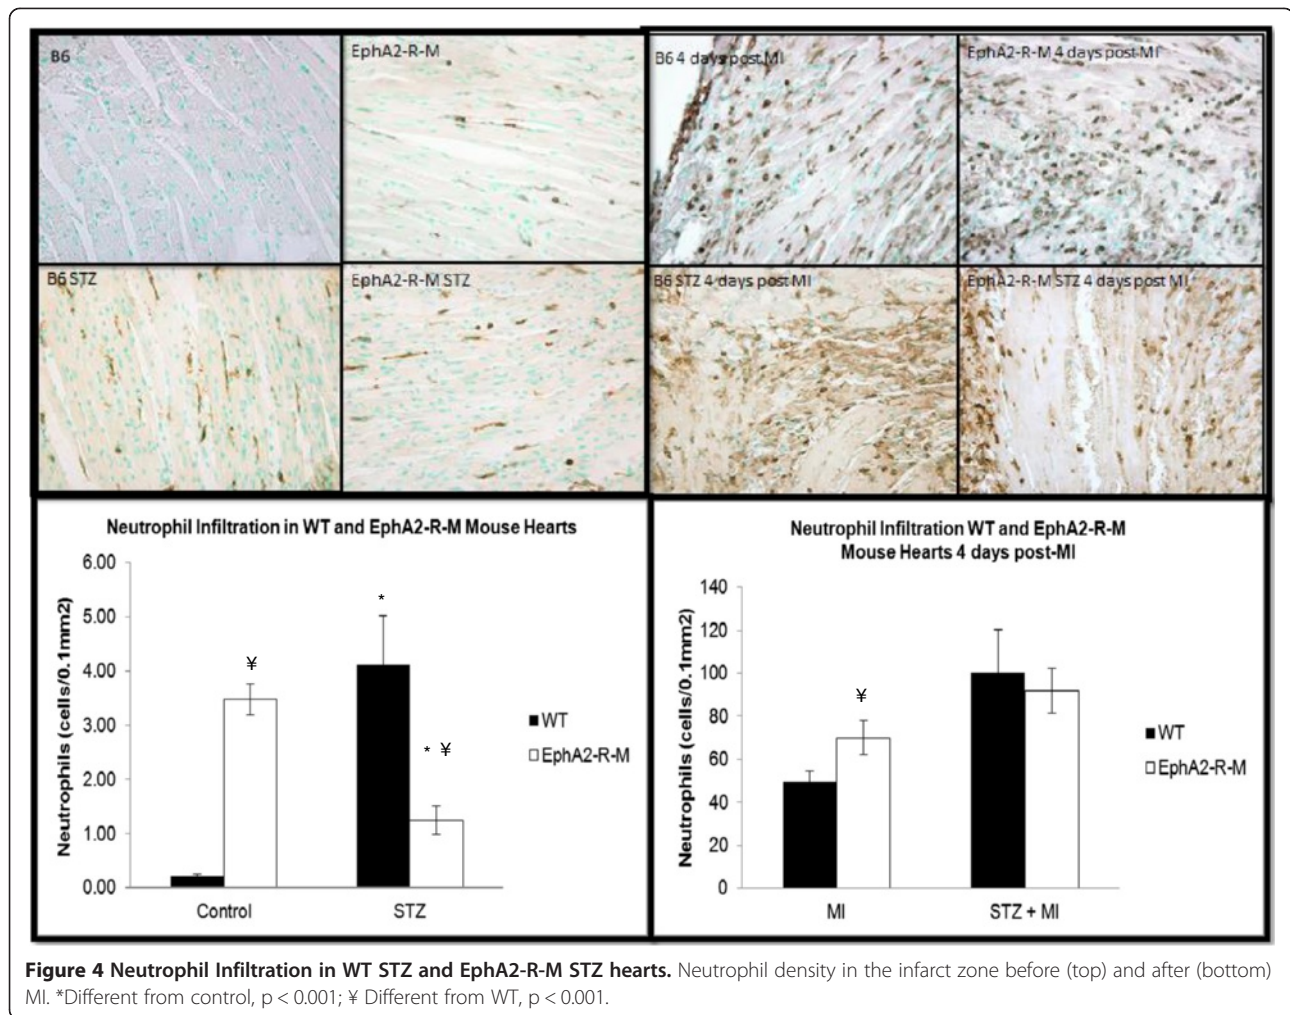 B6
EphA2-R-M
B6 4 days post MI
EphA2-R-M 4 days post MI
B6 STZ
EphA2-R-M STZ
B6 STZ 4 days post MI
EphA2-R-M STZ 4 days post MI
Neutrophil Infiltration in WT and EphA2-R-M Mouse Hearts
Neutrophils (cells/0.1mm2)
6.00
5.00
4.00
3.00
2.00
1.00
0.00
¥
*
* ¥
Control
STZ
WT
EphA2-R-M
Neutrophil Infiltration WT and EphA2-R-M
Mouse Hearts 4 days post-MI
Neutrophils (cells/0.1mm2)
140
120
100
80
60
40
20
0
¥
MI
STZ + MI
WT
EphA2-R-M
Figure 4 Neutrophil Infiltration in WT STZ and EphA2-R-M STZ hearts. Neutrophil density in the infarct zone before (top) and after (bottom)
MI. *Different from control, p < 0.001; ¥ Different from WT, p < 0.001.